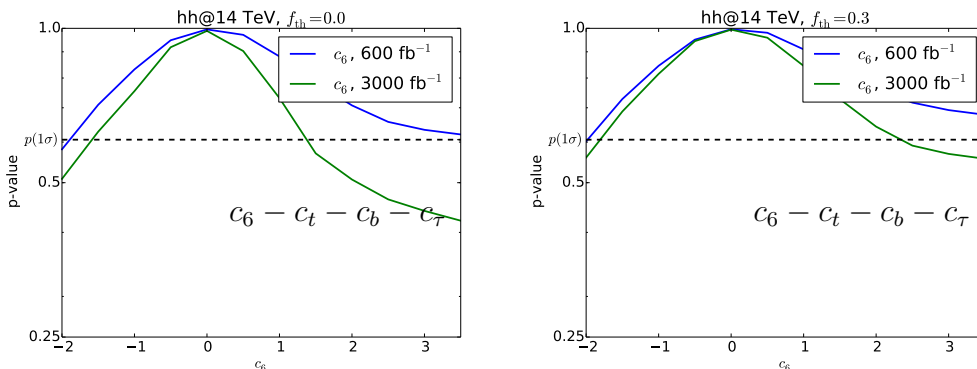 hh@14 TeV, f_th=0.0
1.0
c_6, 600 fb⁻¹
c_6, 3000 fb⁻¹
p(1σ)
p-value
0.5
c_6 − c_t − c_b − c_τ
0.25
−2 −1 0 1 2 3
c_6
hh@14 TeV, f_th=0.3
1.0
c_6, 600 fb⁻¹
c_6, 3000 fb⁻¹
p(1σ)
p-value
0.5
c_6 − c_t − c_b − c_τ
0.25
−2 −1 0 1 2 3
c_6